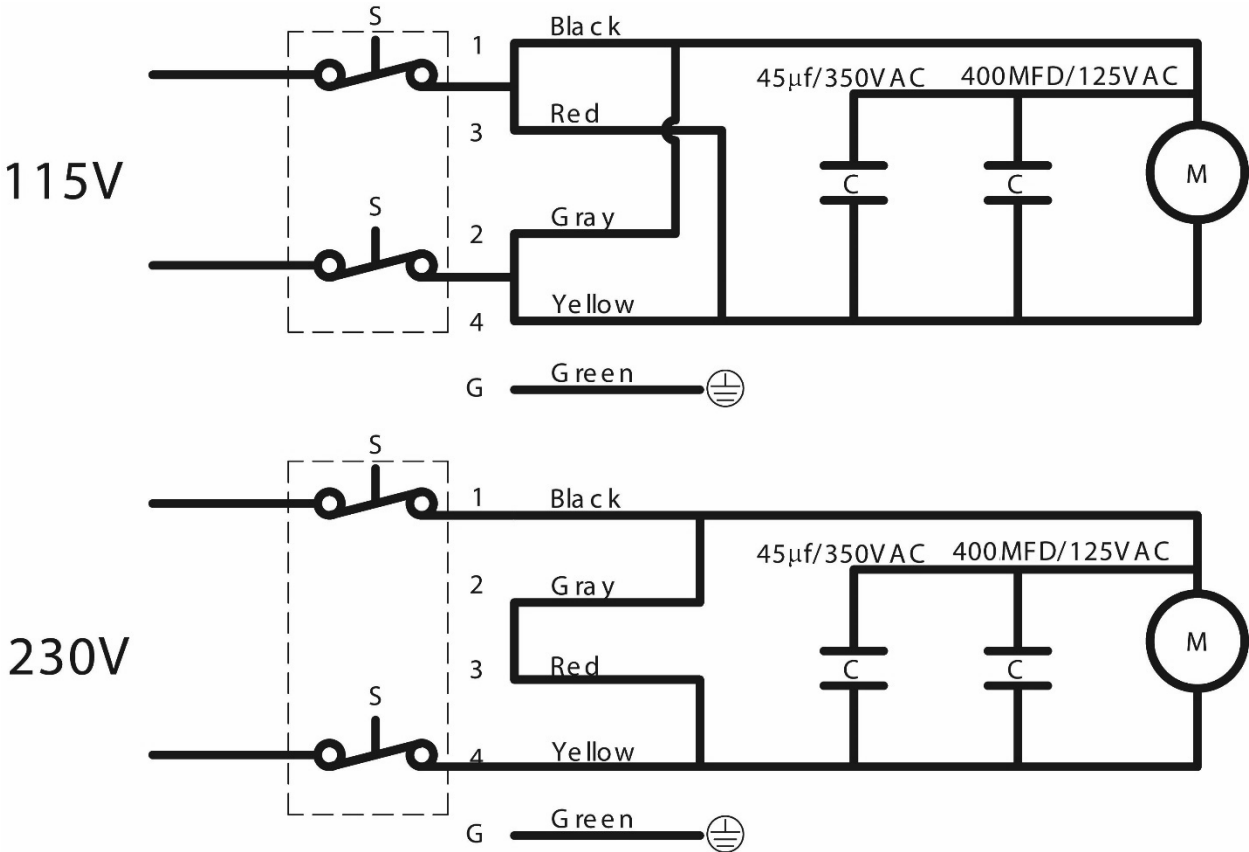 S
1 Black
45μf/350VAC 400MFD/125VAC
3 Red
115V
C C M
S
2 Gray
4 Yellow
G Green
S
1 Black
45μf/350VAC 400MFD/125VAC
2 Gray
230V
3 Red
C C M
S
4 Yellow
G Green